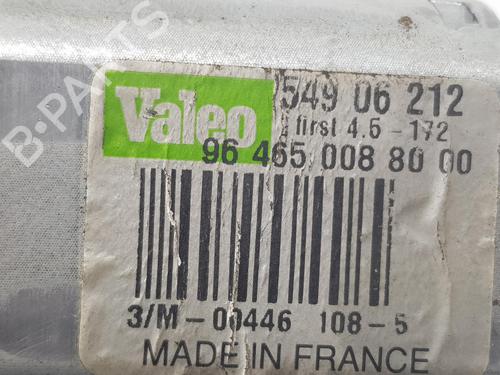 B-PARTS
Valeo
549 06 212
first 4.5 - 172
96 465 008 80 00
3/M-00446 108-5
MADE IN FRANCE